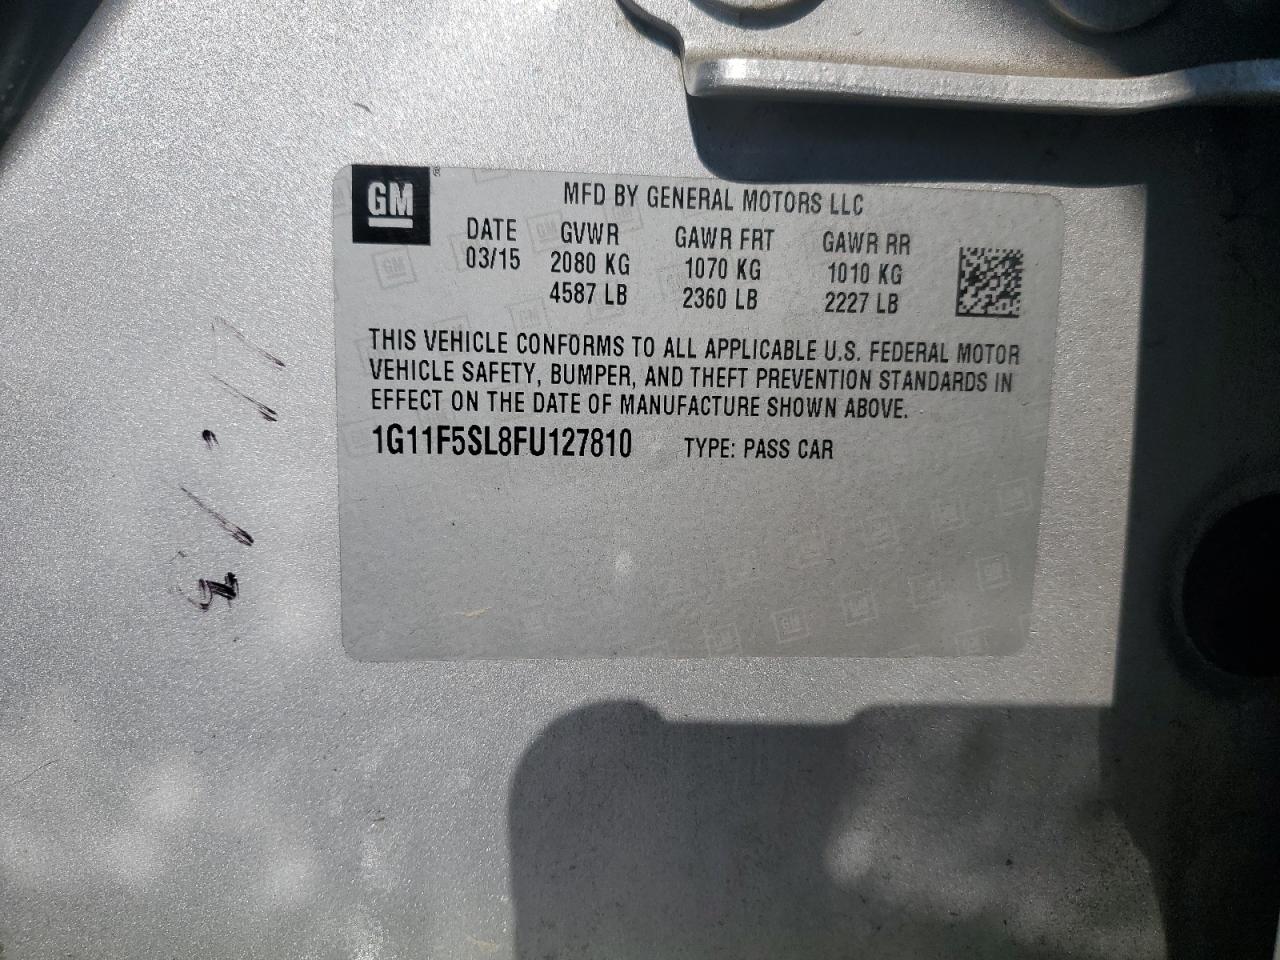 GM ®
MFD BY GENERAL MOTORS LLC
DATE GVWR GAWR FRT GAWR RR
03/15 2080 KG 1070 KG 1010 KG
4587 LB 2360 LB 2227 LB
THIS VEHICLE CONFORMS TO ALL APPLICABLE U.S. FEDERAL MOTOR
VEHICLE SAFETY, BUMPER, AND THEFT PREVENTION STANDARDS IN
EFFECT ON THE DATE OF MANUFACTURE SHOWN ABOVE.
1G11F5SL8FU127810 TYPE: PASS CAR